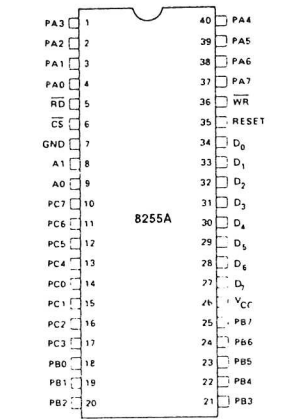 PA3 1 40 PA4
PA2 2 39 PA5
PA1 3 38 PA6
PA0 4 37 PA7
R̅D̅ 5 36 W̅R̅
C̅S̅ 6 35 RESET
GND 7 34 D0
A1 8 33 D1
A0 9 32 D2
PC7 10 31 D3
PC6 11 8255A 30 D4
PC5 12 29 D5
PC4 13 28 D6
PC0 14 27 D7
PC1 15 26 VCC
PC2 16 25 PB7
PC3 17 24 PB6
PB0 18 23 PB5
PB1 19 22 PB4
PB2 20 21 PB3